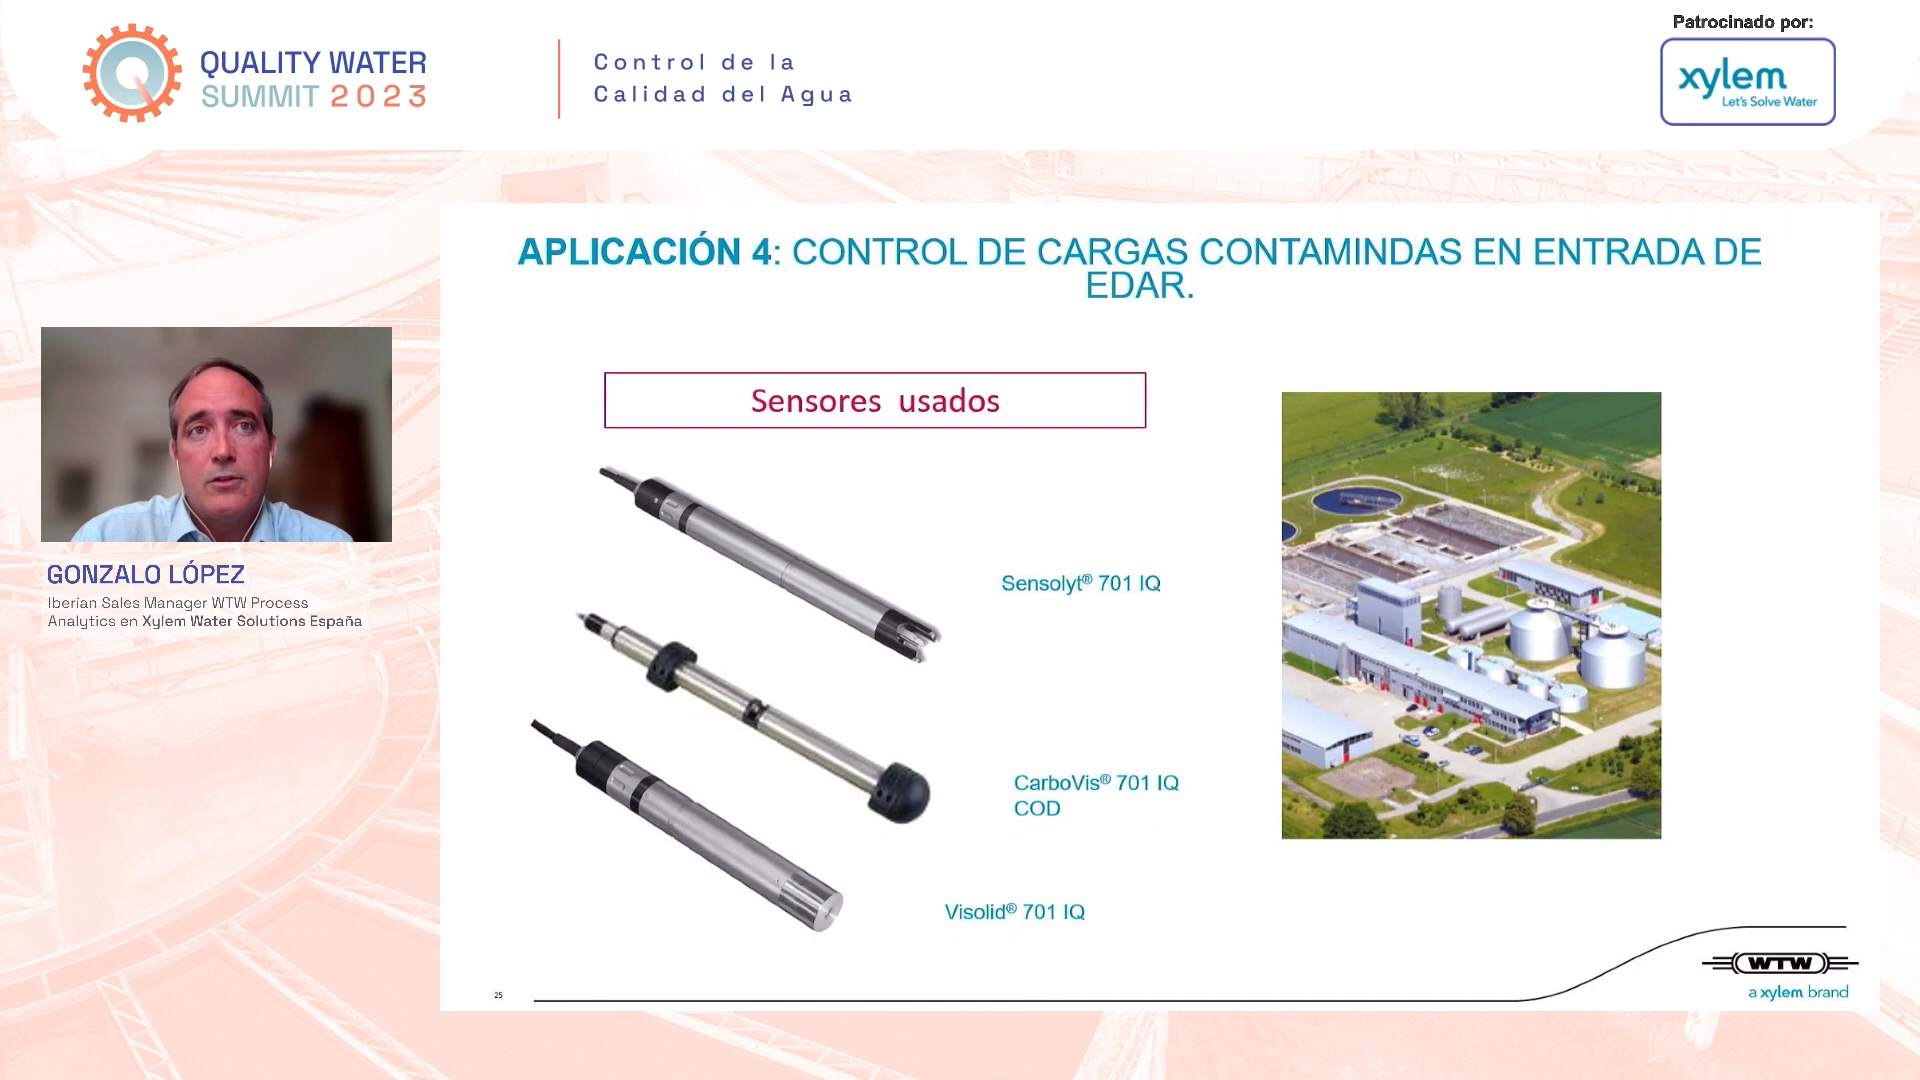 QUALITY WATER
SUMMIT 2023
Control de la
Calidad del Agua
Patrocinado por:
xylem
Let's Solve Water
APLICACIÓN 4: CONTROL DE CARGAS CONTAMINDAS EN ENTRADA DE
EDAR.
Sensores usados
Sensolyt® 701 IQ
CarboVis® 701 IQ
COD
Visolid® 701 IQ
GONZALO LÓPEZ
Iberian Sales Manager WTW Process
Analytics en Xylem Water Solutions España
25
WTW
a xylem brand